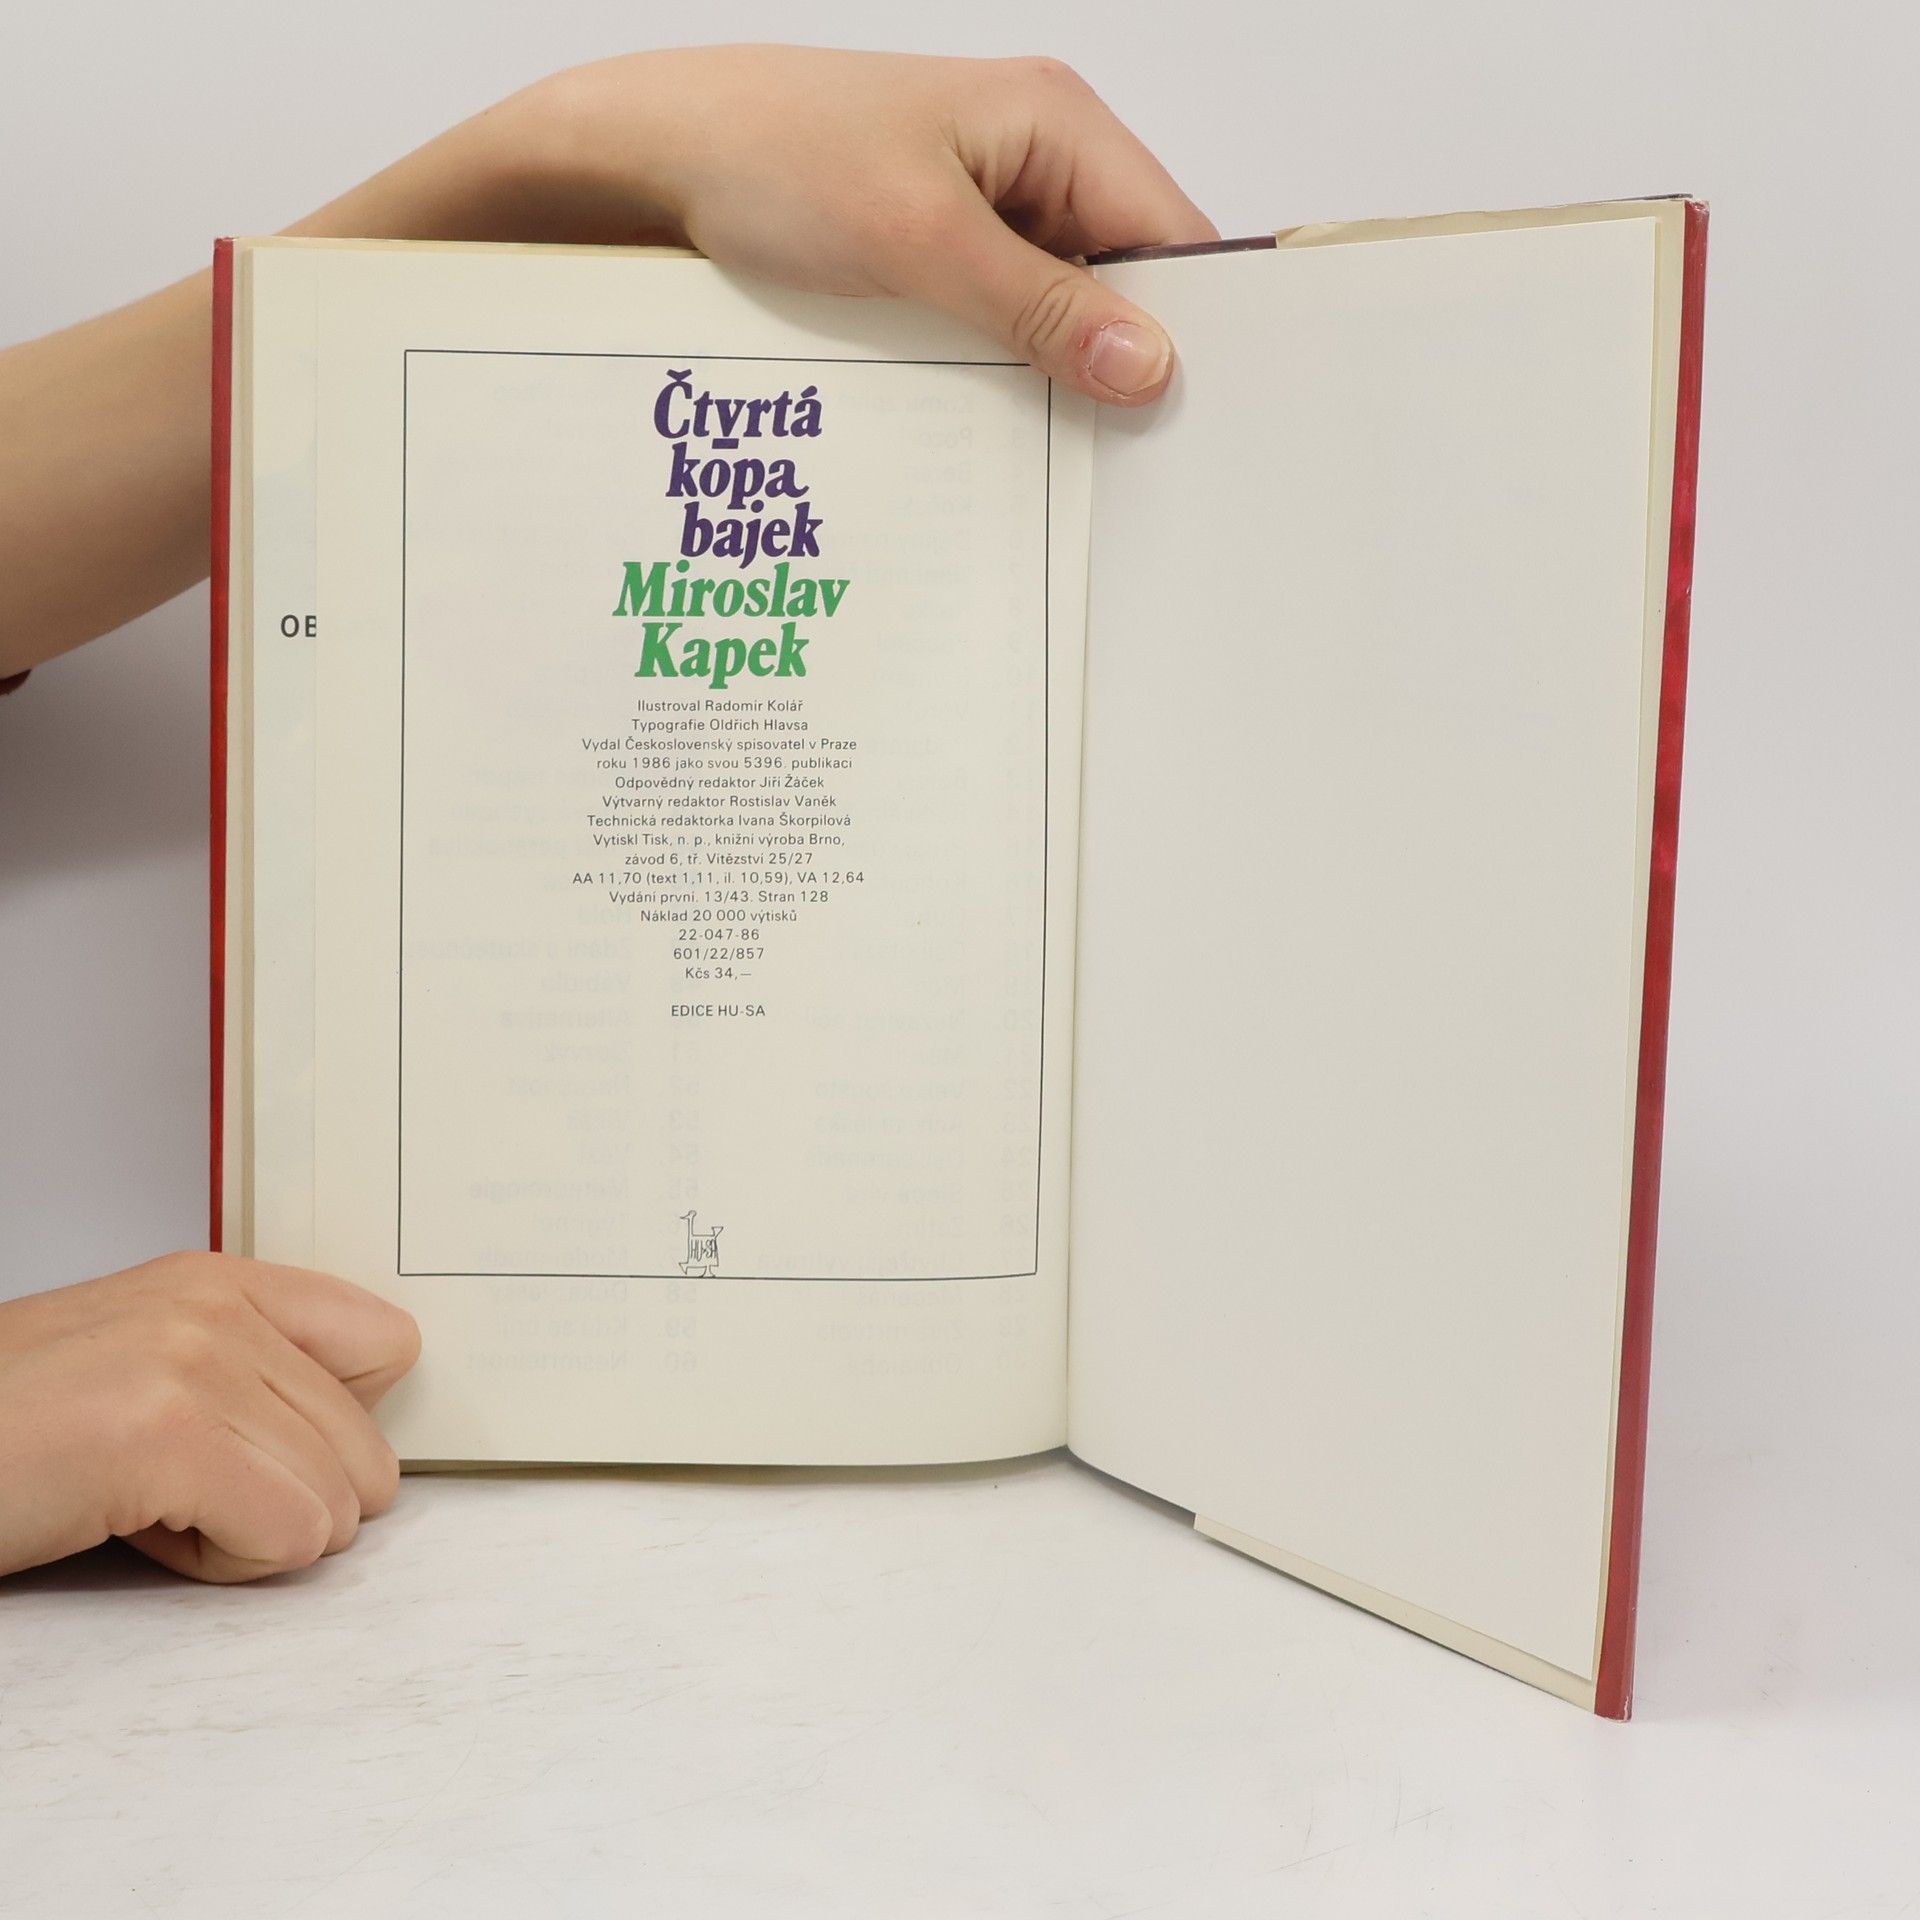 OB
Čtvrtá
kopa
bajek
Miroslav
Kapek
Ilustroval Radomír Kolář
Typografie Oldřich Hlavsa
Vydal Československý spisovatel v Praze
roku 1986 jako svou 5396. publikaci
Odpovědný redaktor Jiří Žáček
Výtvarný redaktor Rostislav Vaněk
Technická redaktorka Ivana Škorpilová
Vytiskl Tisk, n. p., knižní výroba Brno,
závod 6, tř. Vítězství 25/27
AA 11,70 (text 1,11, il. 10,59), VA 12,64
Vydání první. 13/43. Stran 128
Náklad 20 000 výtisků
22-047-86
601/22/857
Kčs 34,—
EDICE HU-SA
HU-SA